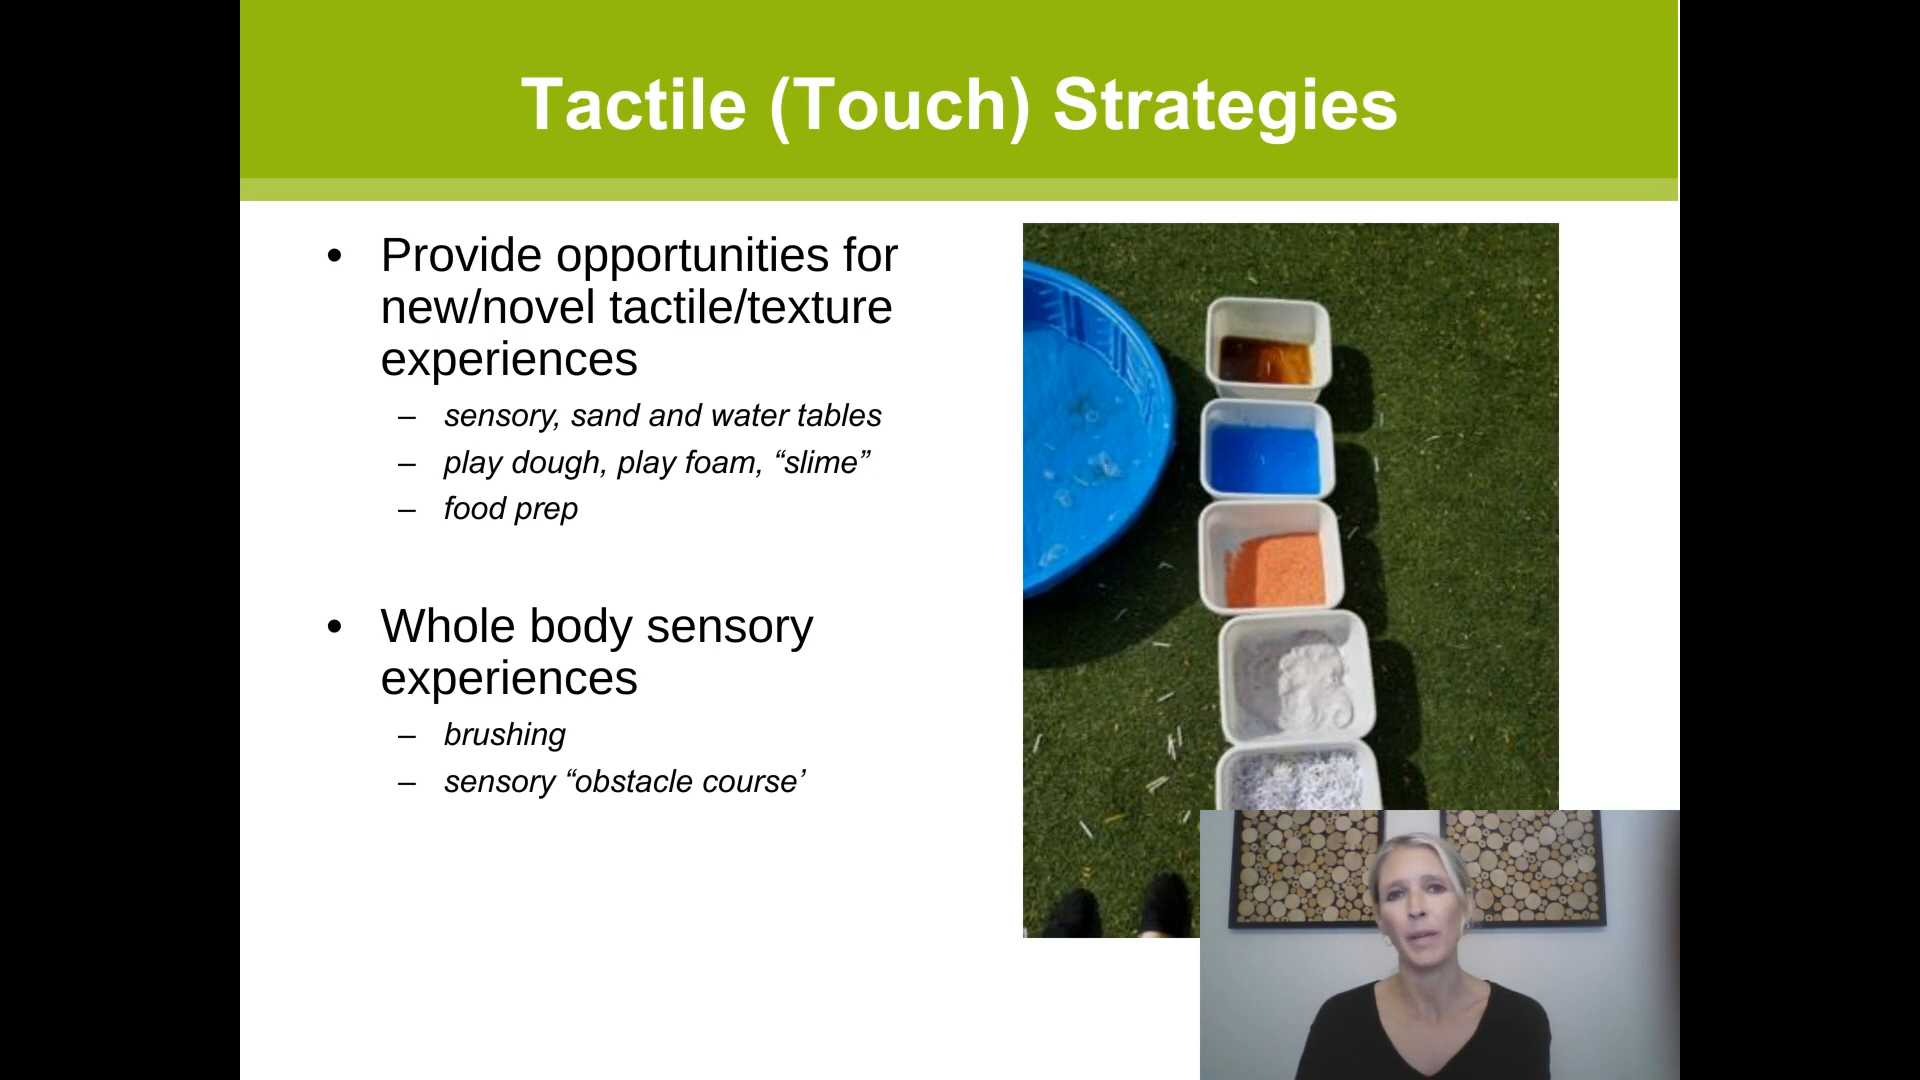 Tactile (Touch) Strategies
• Provide opportunities for
new/novel tactile/texture
experiences
– sensory, sand and water tables
– play dough, play foam, “slime”
– food prep
• Whole body sensory
experiences
– brushing
– sensory “obstacle course’